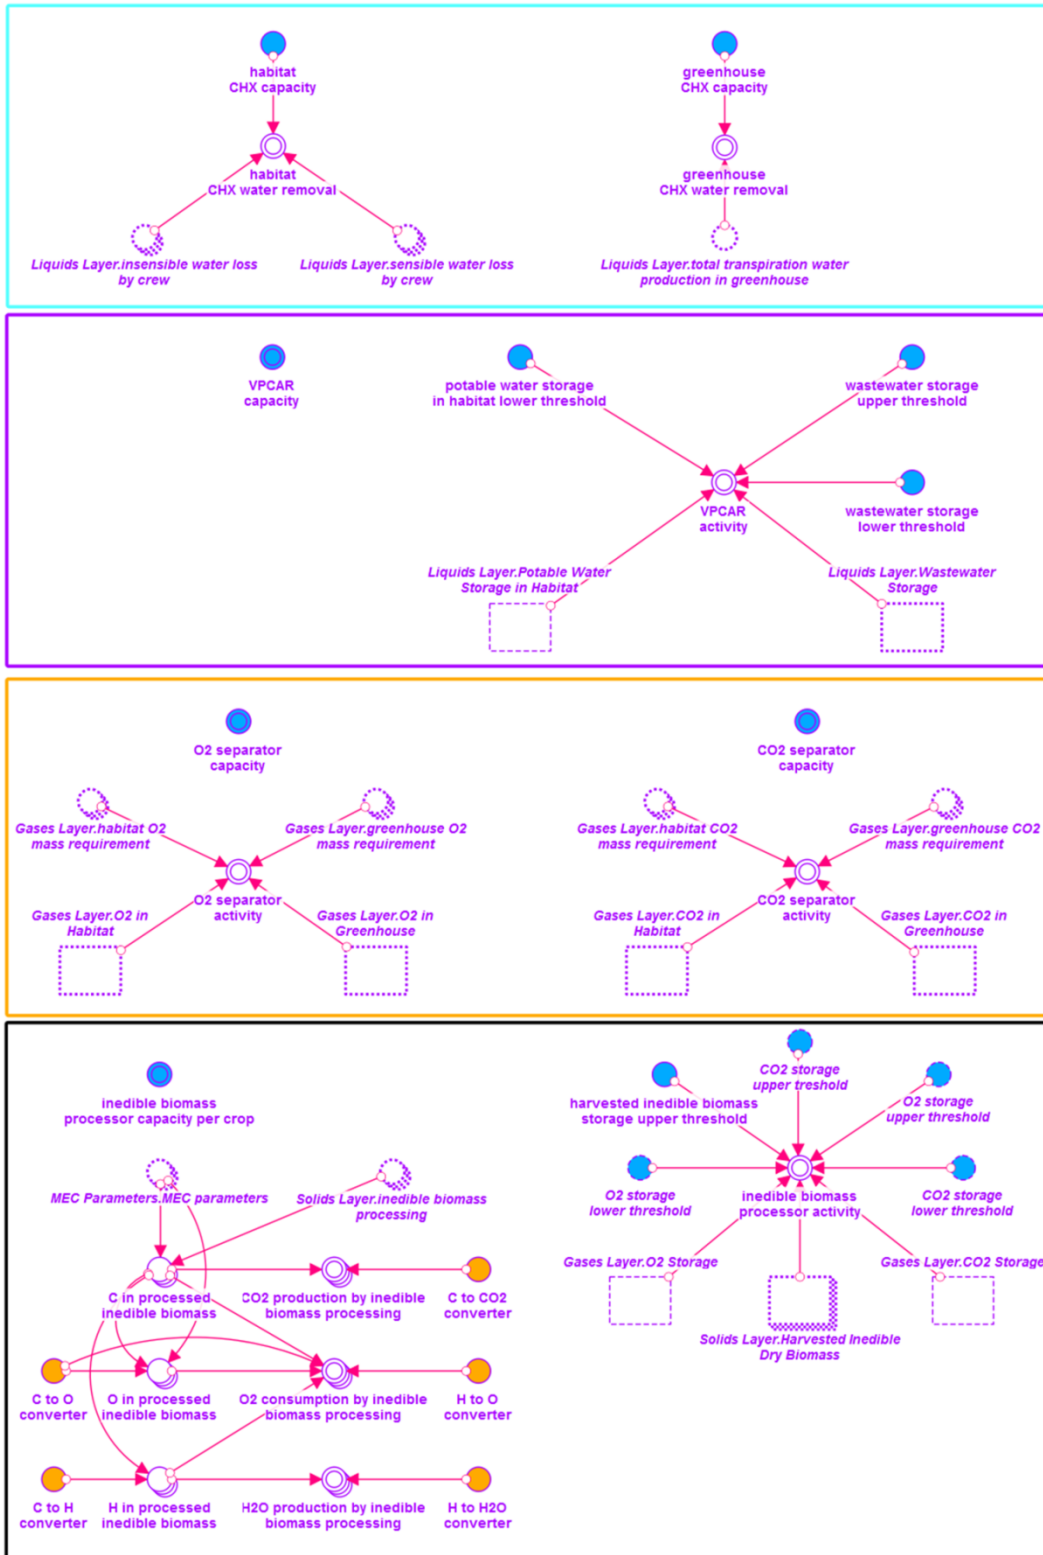 habitat
CHX capacity
greenhouse
CHX capacity
habitat
CHX water removal
greenhouse
CHX water removal
Liquids Layer.insensible water loss
by crew
Liquids Layer.sensible water loss
by crew
Liquids Layer.total transpiration water
production in greenhouse
VPCAR
capacity
potable water storage
in habitat lower threshold
wastewater storage
upper threshold
VPCAR
activity
wastewater storage
lower threshold
Liquids Layer.Potable Water
Storage in Habitat
Liquids Layer.Wastewater
Storage
O2 separator
capacity
CO2 separator
capacity
Gases Layer.habitat O2
mass requirement
Gases Layer.greenhouse O2
mass requirement
Gases Layer.habitat CO2
mass requirement
Gases Layer.greenhouse CO2
mass requirement
O2 separator
activity
CO2 separator
activity
Gases Layer.O2 in
Habitat
Gases Layer.O2 in
Greenhouse
Gases Layer.CO2 in
Habitat
Gases Layer.CO2 in
Greenhouse
inedible biomass
processor capacity per crop
harvested inedible biomass
storage upper threshold
CO2 storage
upper treshold
O2 storage
upper threshold
MEC Parameters.MEC parameters
Solids Layer.inedible biomass
processing
O2 storage
lower threshold
inedible biomass
processor activity
CO2 storage
lower threshold
Gases Layer.O2 Storage
Gases Layer.CO2 Storage
Solids Layer.Harvested Inedible
Dry Biomass
C in processed
inedible biomass
CO2 production by inedible
biomass processing
C to CO2
converter
C to O
converter
O in processed
inedible biomass
O2 consumption by inedible
biomass processing
H to O
converter
C to H
converter
H in processed
inedible biomass
H2O production by inedible
biomass processing
H to H2O
converter